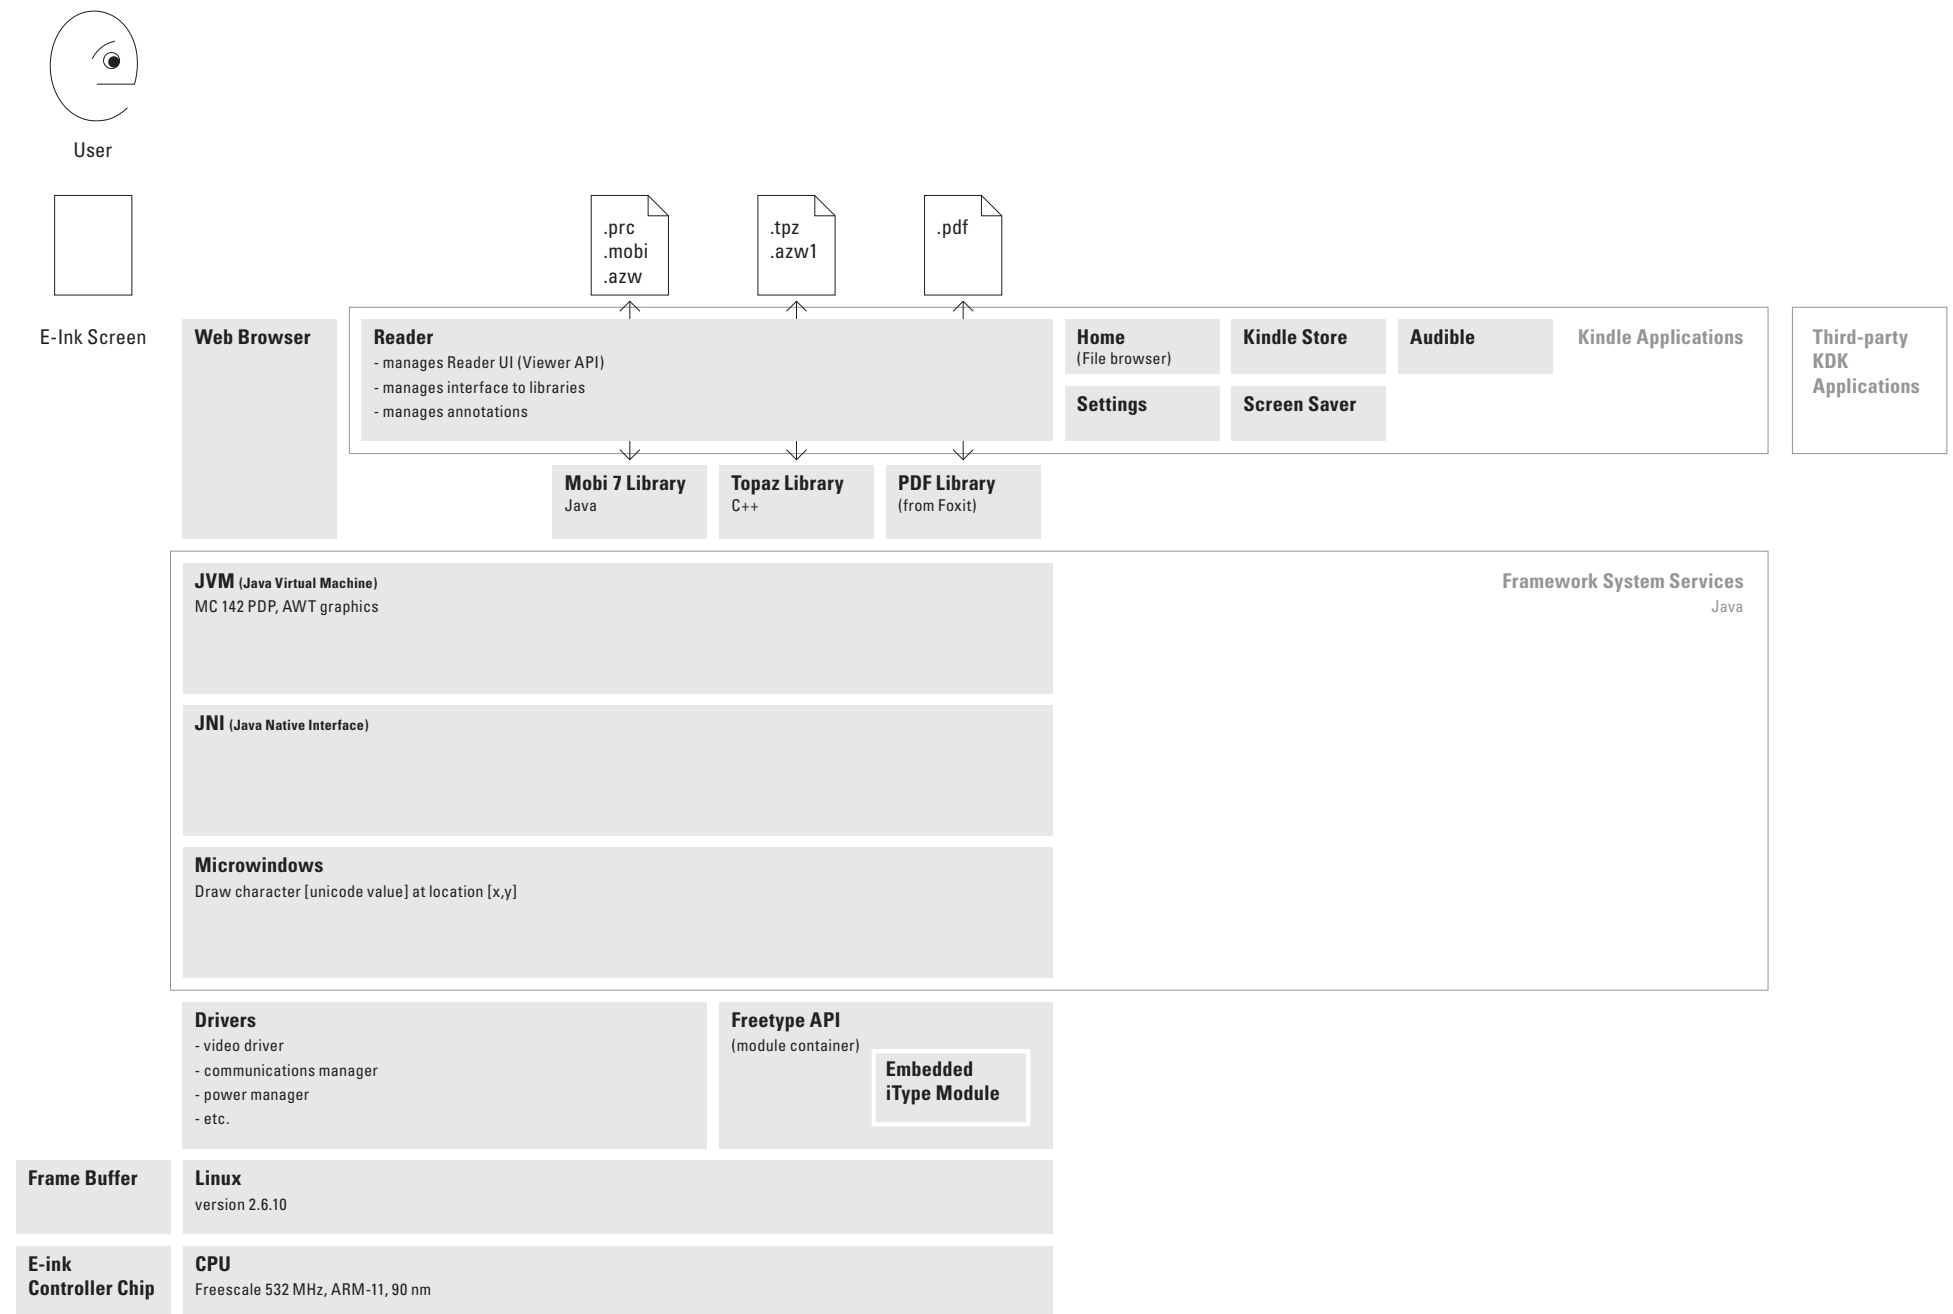 User
.prc
.mobi
.azw
.tpz
.azw1
.pdf
E-Ink Screen
Web Browser
Reader
- manages Reader UI (Viewer API)
- manages interface to libraries
- manages annotations
Home
(File browser)
Kindle Store
Audible
Kindle Applications
Settings
Screen Saver
Third-party
KDK
Applications
Mobi 7 Library
Java
Topaz Library
C++
PDF Library
(from Foxit)
JVM (Java Virtual Machine)
MC 142 PDP, AWT graphics
Framework System Services
Java
JNI (Java Native Interface)
Microwindows
Draw character [unicode value] at location [x,y]
Drivers
- video driver
- communications manager
- power manager
- etc.
Freetype API
(module container)
Embedded
iType Module
Frame Buffer
Linux
version 2.6.10
E-ink
Controller Chip
CPU
Freescale 532 MHz, ARM-11, 90 nm